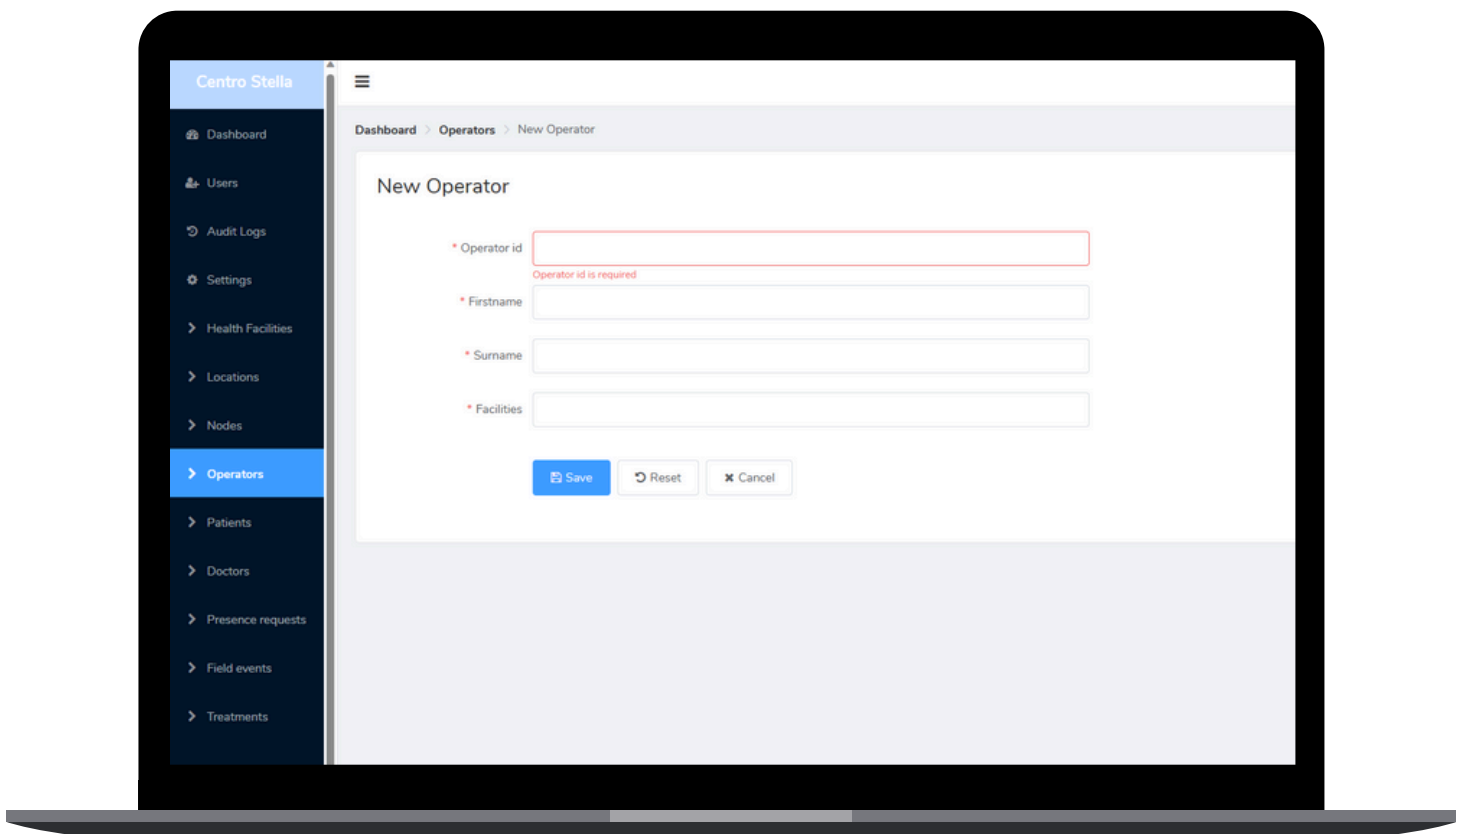 Centro Stella
Dashboard
Users
Audit Logs
Settings
Health Facilities
Locations
Nodes
Operators
Patients
Doctors
Presence requests
Field events
Treatments
Dashboard > Operators > New Operator
New Operator
* Operator id
Operator id is required
* Firstname
* Surname
* Facilities
Save Reset Cancel